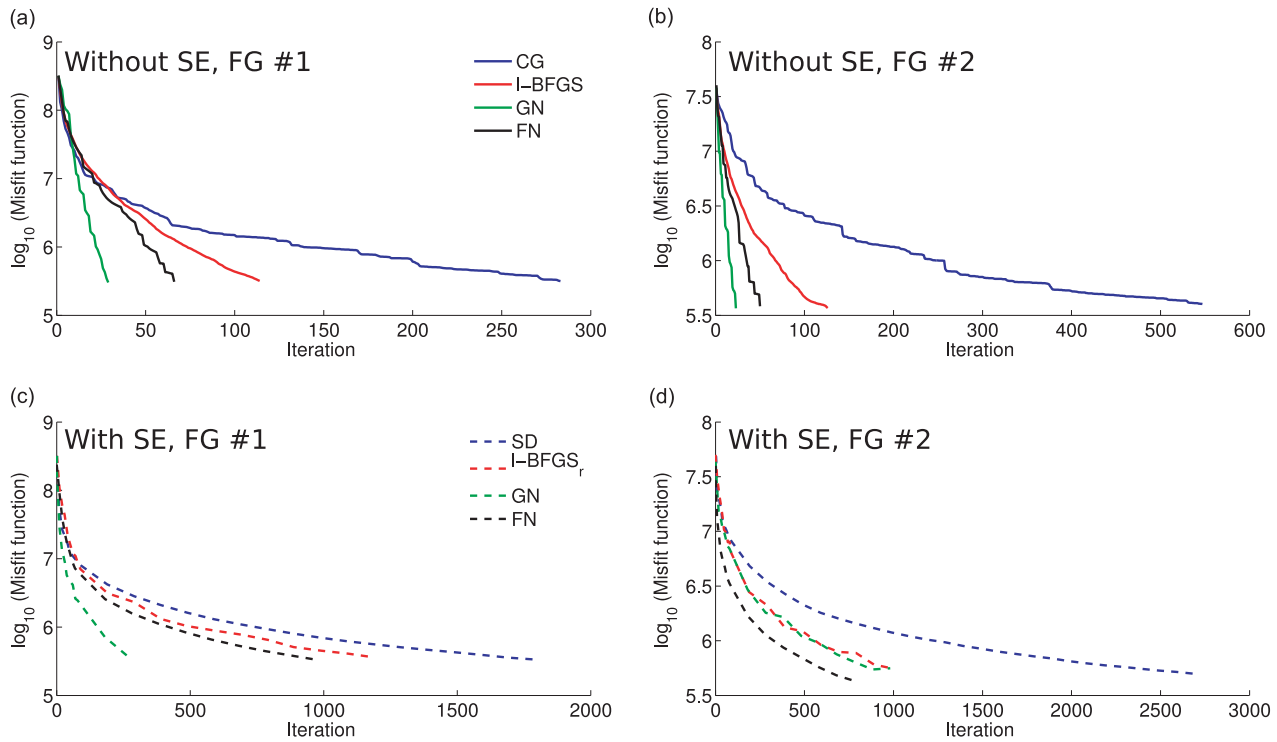 (a)
Without SE, FG #1
9
8
7
6
5
log10 (Misfit function)
0 50 100 150 200 250 300
Iteration
CG
l-BFGS
GN
FN
(b)
Without SE, FG #2
8
7.5
7
6.5
6
5.5
log10 (Misfit function)
0 100 200 300 400 500 600
Iteration
(c)
With SE, FG #1
9
8
7
6
5
log10 (Misfit function)
0 500 1000 1500 2000
Iteration
SD
l-BFGSr
GN
FN
(d)
With SE, FG #2
8
7.5
7
6.5
6
5.5
log10 (Misfit function)
0 500 1000 1500 2000 2500 3000
Iteration